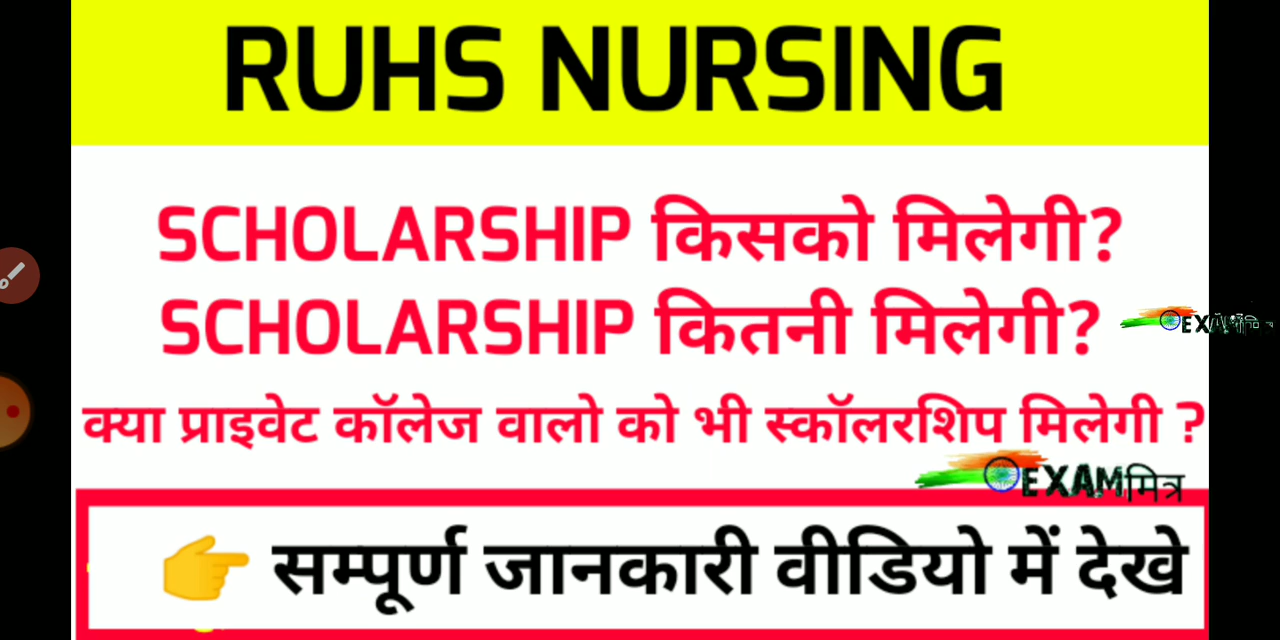 RUHS NURSING
SCHOLARSHIP किसको मिलेगी?
SCHOLARSHIP कितनी मिलेगी?
क्या प्राइवेट कॉलेज वालो को भी स्कॉलरशिप मिलेगी ?
EXAMमित्र
सम्पूर्ण जानकारी वीडियो में देखे